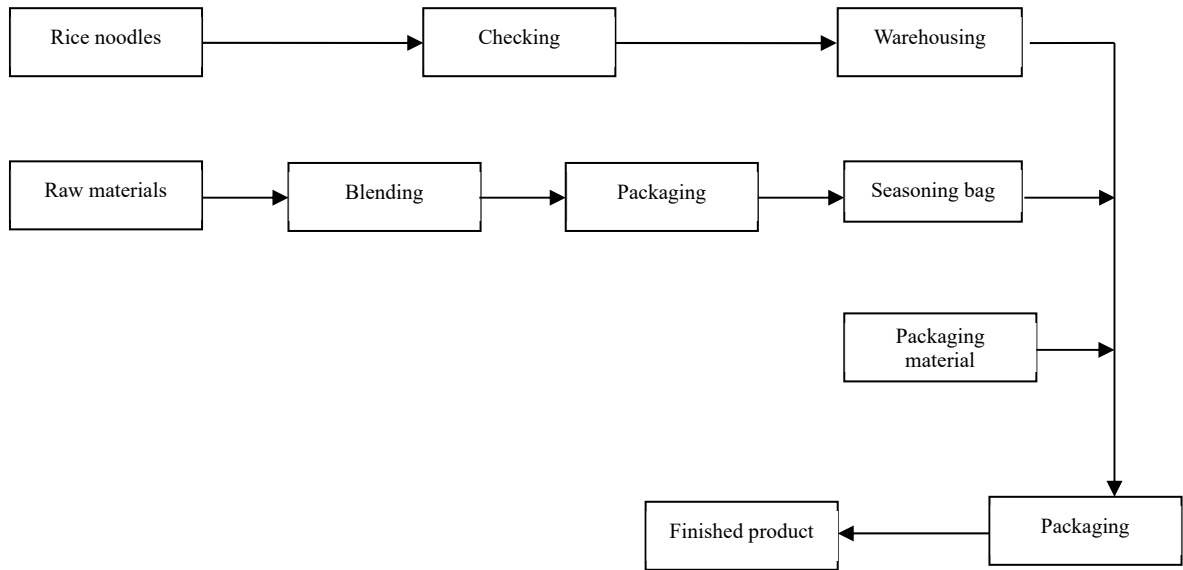 Rice noodles
Checking
Warehousing
Raw materials
Blending
Packaging
Seasoning bag
Packaging
material
Finished product
Packaging